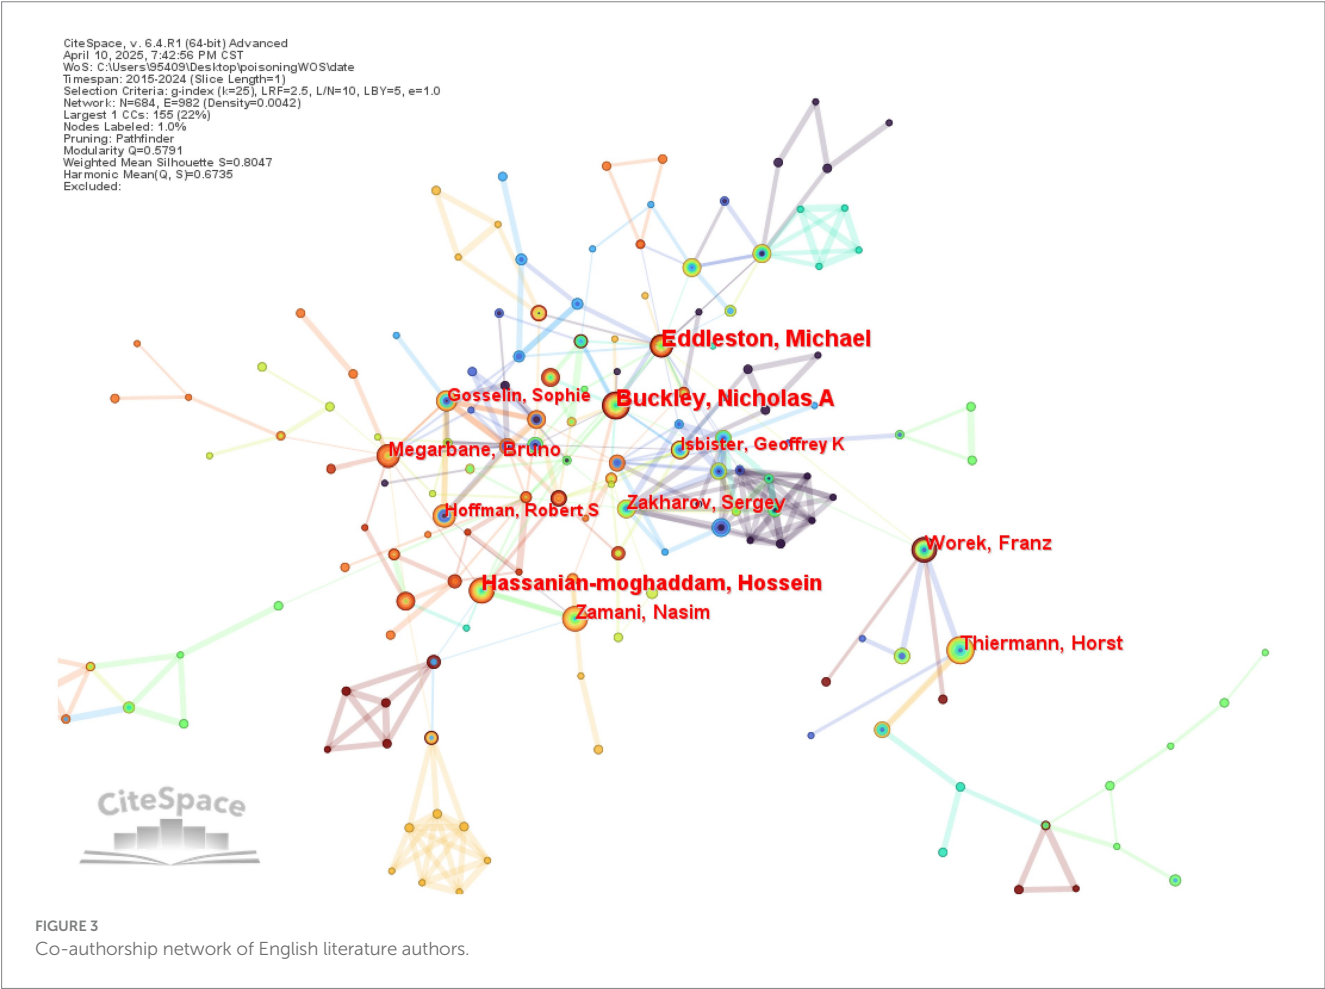 CiteSpace, v. 6.4.R1 (64-bit) Advanced
April 10, 2025, 7:42:56 PM CST
WoS: C:\Users\95409\Desktop\poisoningWOS\date
Timespan: 2015-2024 (Slice Length=1)
Selection Criteria: g-index (k=25), LRF=2.5, L/N=10, LBY=5, e=1.0
Network: N=684, E=982 (Density=0.0042)
Largest 1 CCs: 155 (22%)
Nodes Labeled: 1.0%
Pruning: Pathfinder
Modularity Q=0.5791
Weighted Mean Silhouette S=0.8047
Harmonic Mean(Q, S)=0.6735
Excluded:
Eddleston, Michael
Gosselin, Sophie
Buckley, Nicholas A
Megarbane, Bruno
Isbister, Geoffrey K
Hoffman, Robert S
Zakharov, Sergey
Worek, Franz
Hassanian-moghaddam, Hossein
Zamani, Nasim
Thiermann, Horst
CiteSpace
FIGURE 3
Co-authorship network of English literature authors.